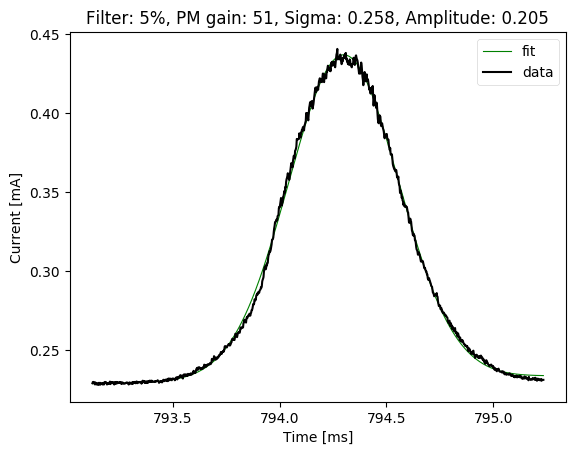 Filter: 5%, PM gain: 51, Sigma: 0.258, Amplitude: 0.205
fit
data
0.45
0.40
0.35
0.30
0.25
Current [mA]
793.5 794.0 794.5 795.0
Time [ms]